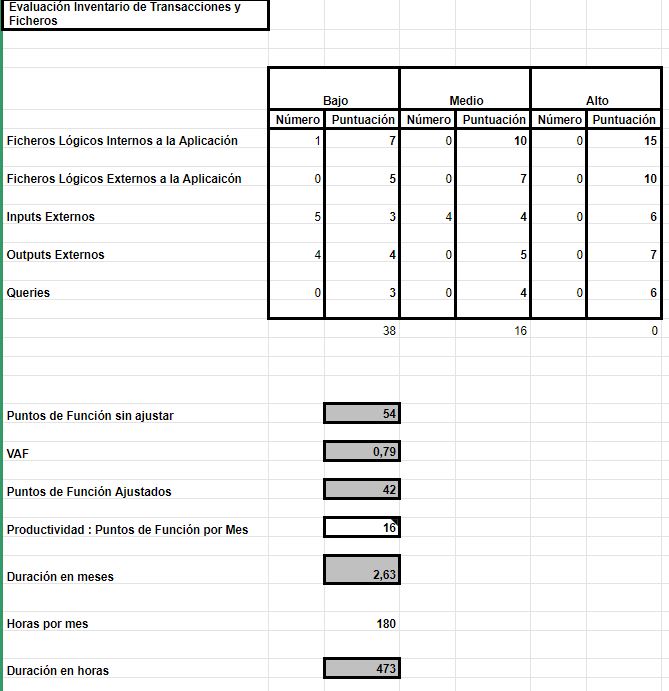 Evaluación Inventario de Transacciones y
Ficheros
Bajo Medio Alto
Número Puntuación Número Puntuación Número Puntuación
Ficheros Lógicos Internos a la Aplicación 1 7 0 10 0 15
Ficheros Lógicos Externos a la Aplicaicón 0 5 0 7 0 10
Inputs Externos 5 3 4 4 0 6
Outputs Externos 4 4 0 5 0 7
Queries 0 3 0 4 0 6
38 16 0
Puntos de Función sin ajustar 54
VAF 0,79
Puntos de Función Ajustados 42
Productividad : Puntos de Función por Mes 16
Duración en meses 2,63
Horas por mes 180
Duración en horas 473